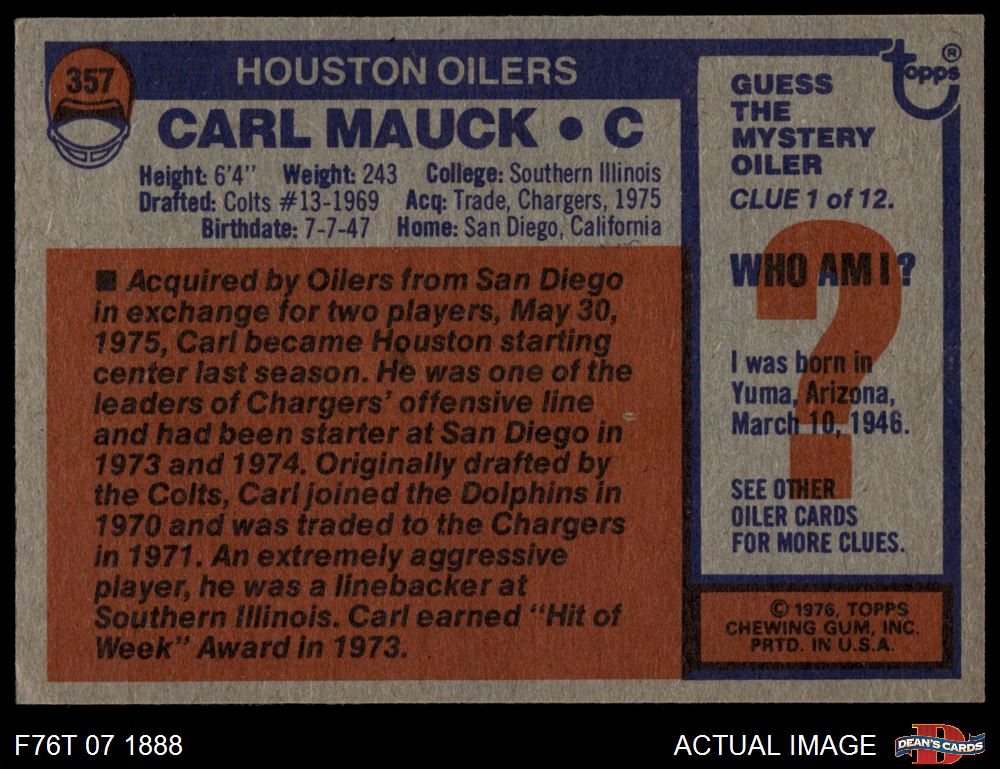 357
HOUSTON OILERS
CARL MAUCK • C
Height: 6'4" Weight: 243 College: Southern Illinois
Drafted: Colts #13-1969 Acq: Trade, Chargers, 1975
Birthdate: 7-7-47 Home: San Diego, California
■ Acquired by Oilers from San Diego
in exchange for two players, May 30,
1975, Carl became Houston starting
center last season. He was one of the
leaders of Chargers' offensive line
and had been starter at San Diego in
1973 and 1974. Originally drafted by
the Colts, Carl joined the Dolphins in
1970 and was traded to the Chargers
in 1971. An extremely aggressive
player, he was a linebacker at
Southern Illinois. Carl earned "Hit of
Week" Award in 1973.
topps®
GUESS
THE
MYSTERY
OILER
CLUE 1 of 12.
?
WHO AM I?
I was born in
Yuma, Arizona,
March 10, 1946.
SEE OTHER
OILER CARDS
FOR MORE CLUES.
© 1976, TOPPS
CHEWING GUM, INC.
PRTD. IN U.S.A.
F76T 07 1888
ACTUAL IMAGE
D
DEAN'S CARDS